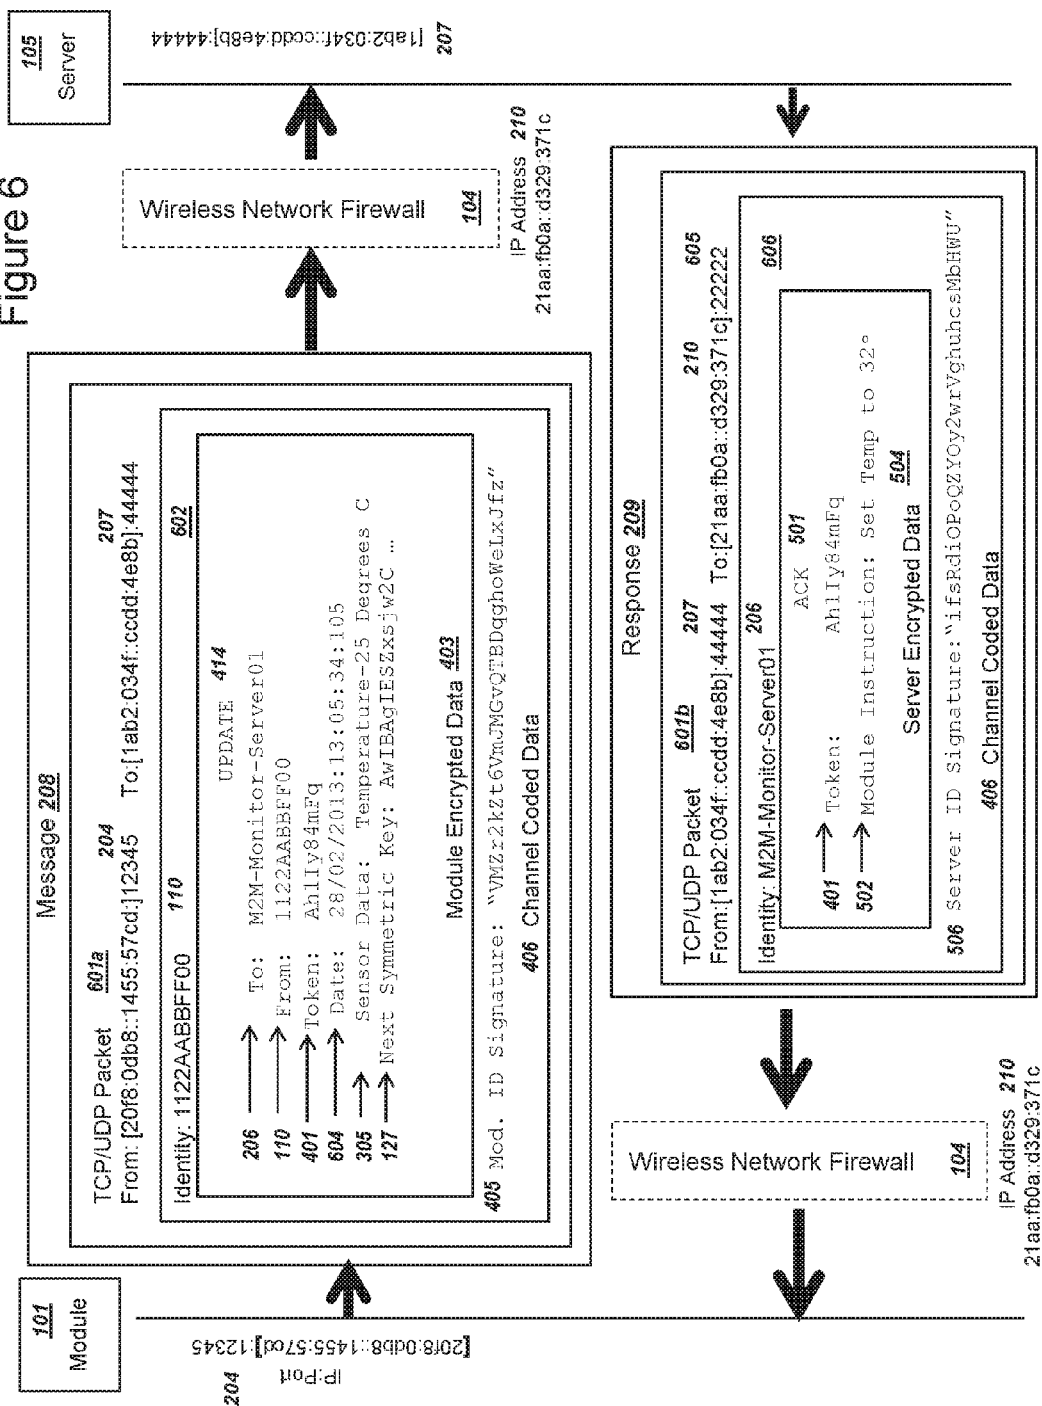 Figure 6
101
Module
105
Server
204
IP:Port
[20f8:0db8::1455:57cd]:12345
[1ab2:034f::ccdd:4e8b]:44444
207
Message 208
TCP/UDP Packet 601a 204 207
From: [20f8:0db8::1455:57cd:]12345 To:[1ab2:034f::ccdd:4e8b]:44444
Identity: 1122AABBFF00 110 602
UPDATE 414
206 To: M2M-Monitor-Server01
110 From: 1122AABBFF00
401 Token: AhlIy84mFq
604 Date: 28/02/2013:13:05:34:105
305 Sensor Data: Temperature-25 Degrees C
127 Next Symmetric Key: AwIBAgIESZxsjw2C ...
Module Encrypted Data 403
405 Mod. ID Signature: "VMZr2kZt6VmJMGvQTBDqghoWeLxJfz"
406 Channel Coded Data
Wireless Network Firewall 104
IP Address 210
21aa:fb0a::d329:371c
Response 209
TCP/UDP Packet 601b 207 210 605
From:[1ab2:034f::ccdd:4e8b]:44444 To:[21aa:fb0a::d329:371c]:22222
Identity: M2M-Monitor-Server01 206 606
ACK 501
401 Token: AhlIy84mFq
502 Module Instruction: Set Temp to 32°
Server Encrypted Data 504
506 Server ID Signature:"ifsRdiOPoQZYOy2wrVghuhcsMbHWU"
406 Channel Coded Data
Wireless Network Firewall 104
IP Address 210
21aa:fb0a::d329:371c